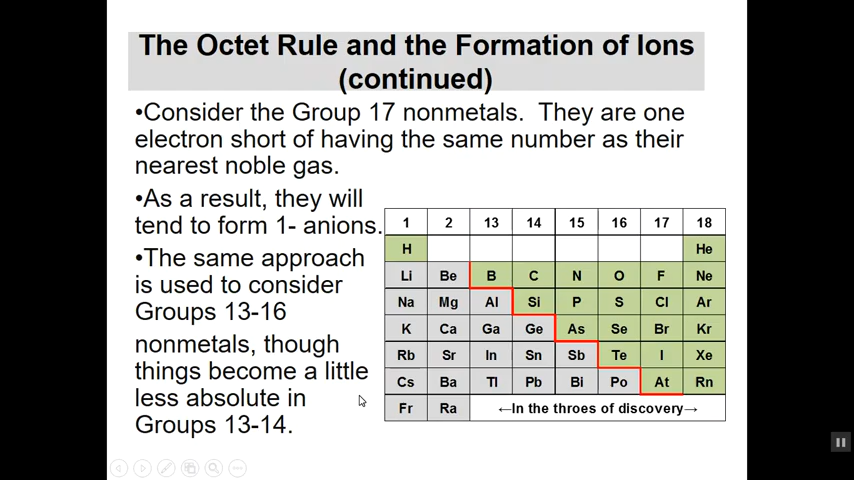 The Octet Rule and the Formation of Ions
(continued)
•Consider the Group 17 nonmetals. They are one
electron short of having the same number as their
nearest noble gas.
•As a result, they will
tend to form 1- anions.
•The same approach
is used to consider
Groups 13-16
nonmetals, though
things become a little
less absolute in
Groups 13-14.
1 2 13 14 15 16 17 18
H He
Li Be B C N O F Ne
Na Mg Al Si P S Cl Ar
K Ca Ga Ge As Se Br Kr
Rb Sr In Sn Sb Te I Xe
Cs Ba Tl Pb Bi Po At Rn
Fr Ra ←In the throes of discovery→